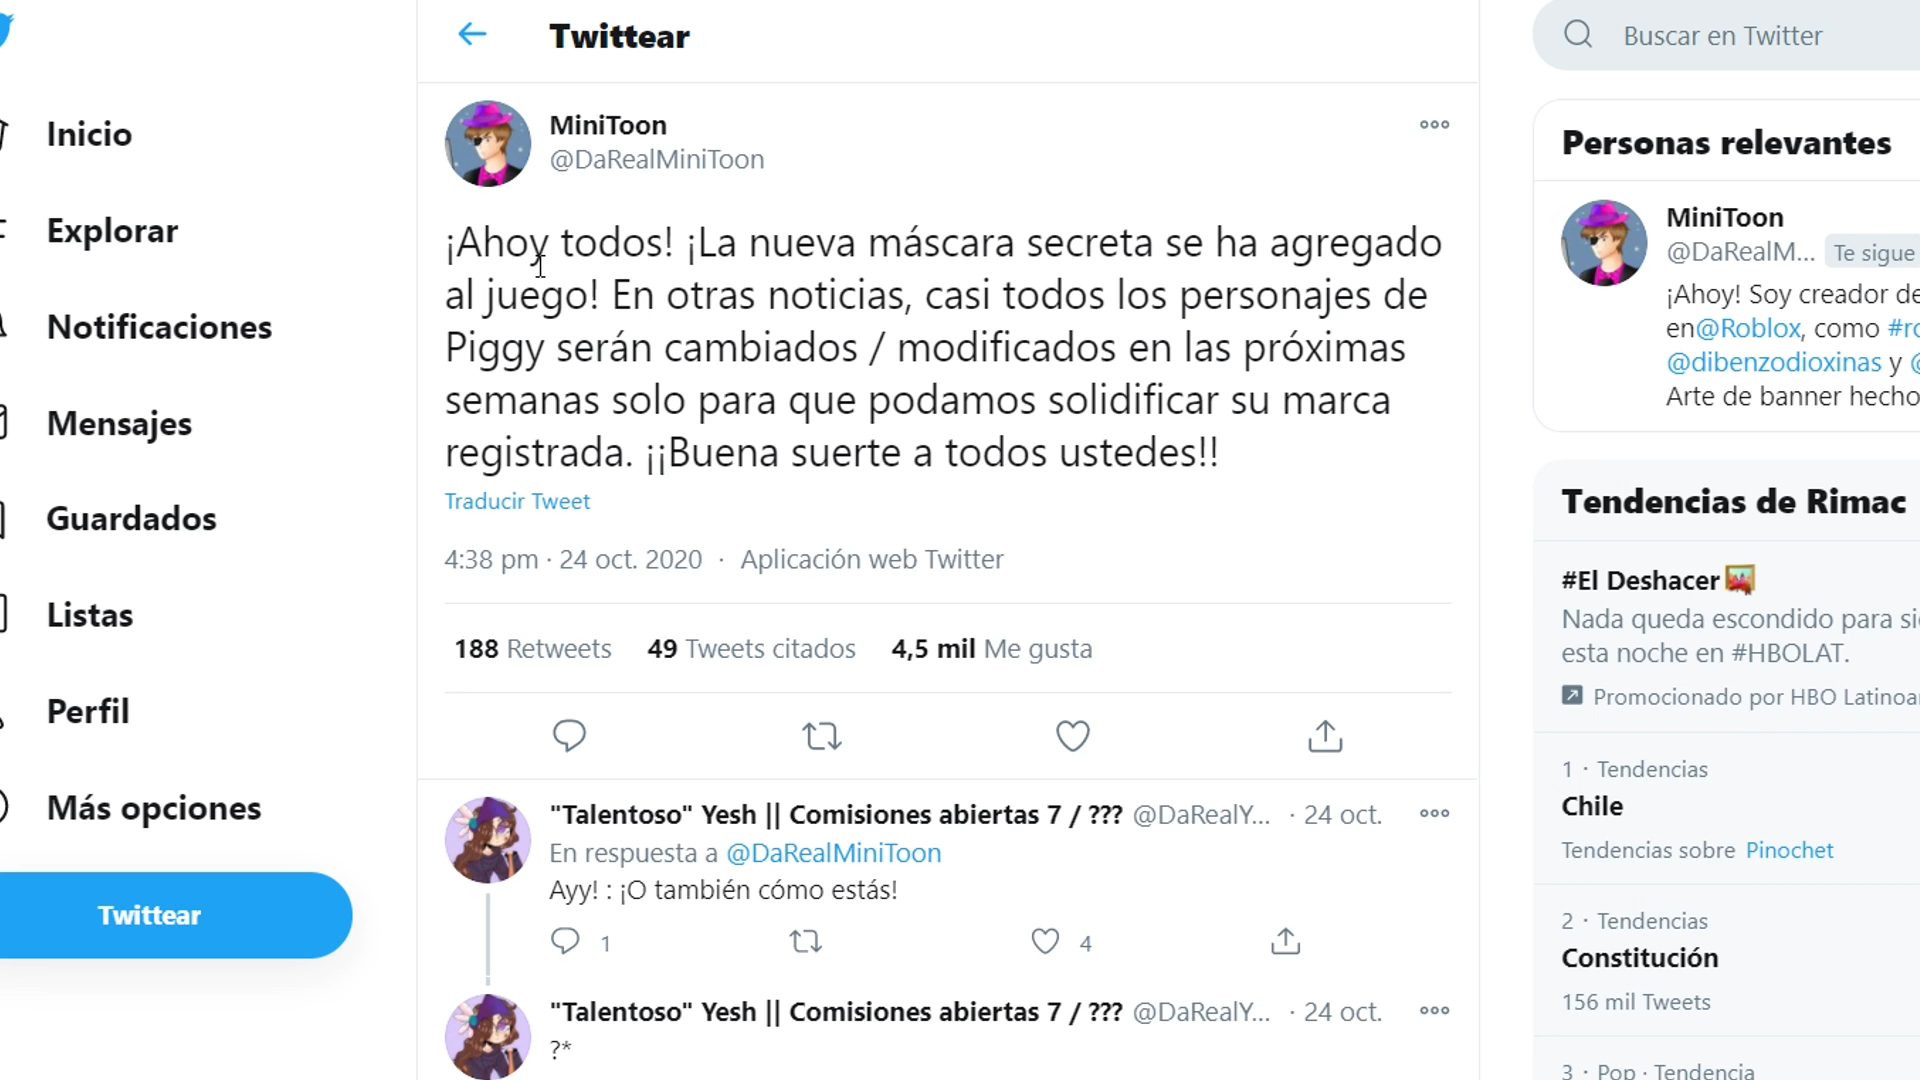 Twittear
Buscar en Twitter
Inicio
Explorar
Notificaciones
Mensajes
Guardados
Listas
Perfil
Más opciones
Twittear
MiniToon
@DaRealMiniToon
¡Ahoy todos! ¡La nueva máscara secreta se ha agregado
al juego! En otras noticias, casi todos los personajes de
Piggy serán cambiados / modificados en las próximas
semanas solo para que podamos solidificar su marca
registrada. ¡¡Buena suerte a todos ustedes!!
Traducir Tweet
4:38 pm · 24 oct. 2020 · Aplicación web Twitter
188 Retweets 49 Tweets citados 4,5 mil Me gusta
"Talentoso" Yesh || Comisiones abiertas 7 / ??? @DaRealY... · 24 oct.
En respuesta a @DaRealMiniToon
Ayy! : ¡O también cómo estás!
1 4
"Talentoso" Yesh || Comisiones abiertas 7 / ??? @DaRealY... · 24 oct.
?*
Personas relevantes
MiniToon
@DaRealM... Te sigue
¡Ahoy! Soy creador de
en@Roblox, como #ro
@dibenzodioxinas y @
Arte de banner hecho
Tendencias de Rimac
#El Deshacer
Nada queda escondido para si
esta noche en #HBOLAT.
Promocionado por HBO Latinoa
1 · Tendencias
Chile
Tendencias sobre Pinochet
2 · Tendencias
Constitución
156 mil Tweets
3 · Pop · Tendencia